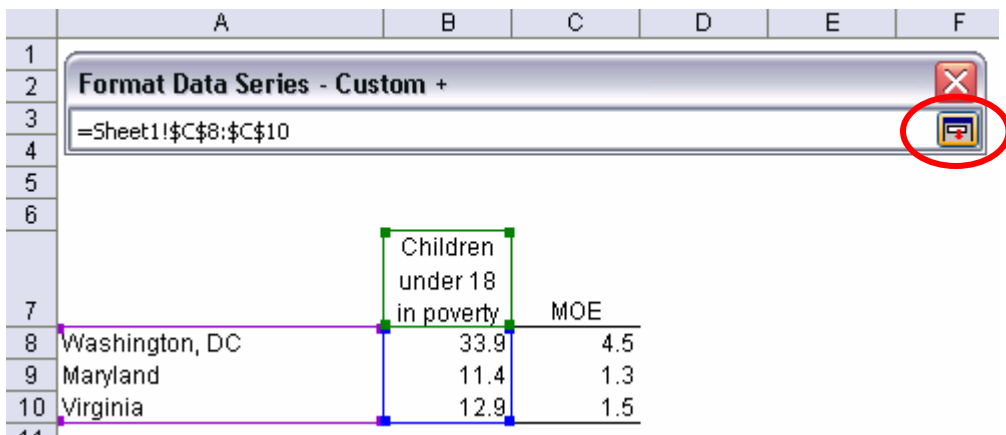 A B C D E F
1
2 Format Data Series - Custom +
3 =Sheet1!$C$8:$C$10
4
5
6
Children
under 18
7 in poverty MOE
8 Washington, DC 33.9 4.5
9 Maryland 11.4 1.3
10 Virginia 12.9 1.5
11